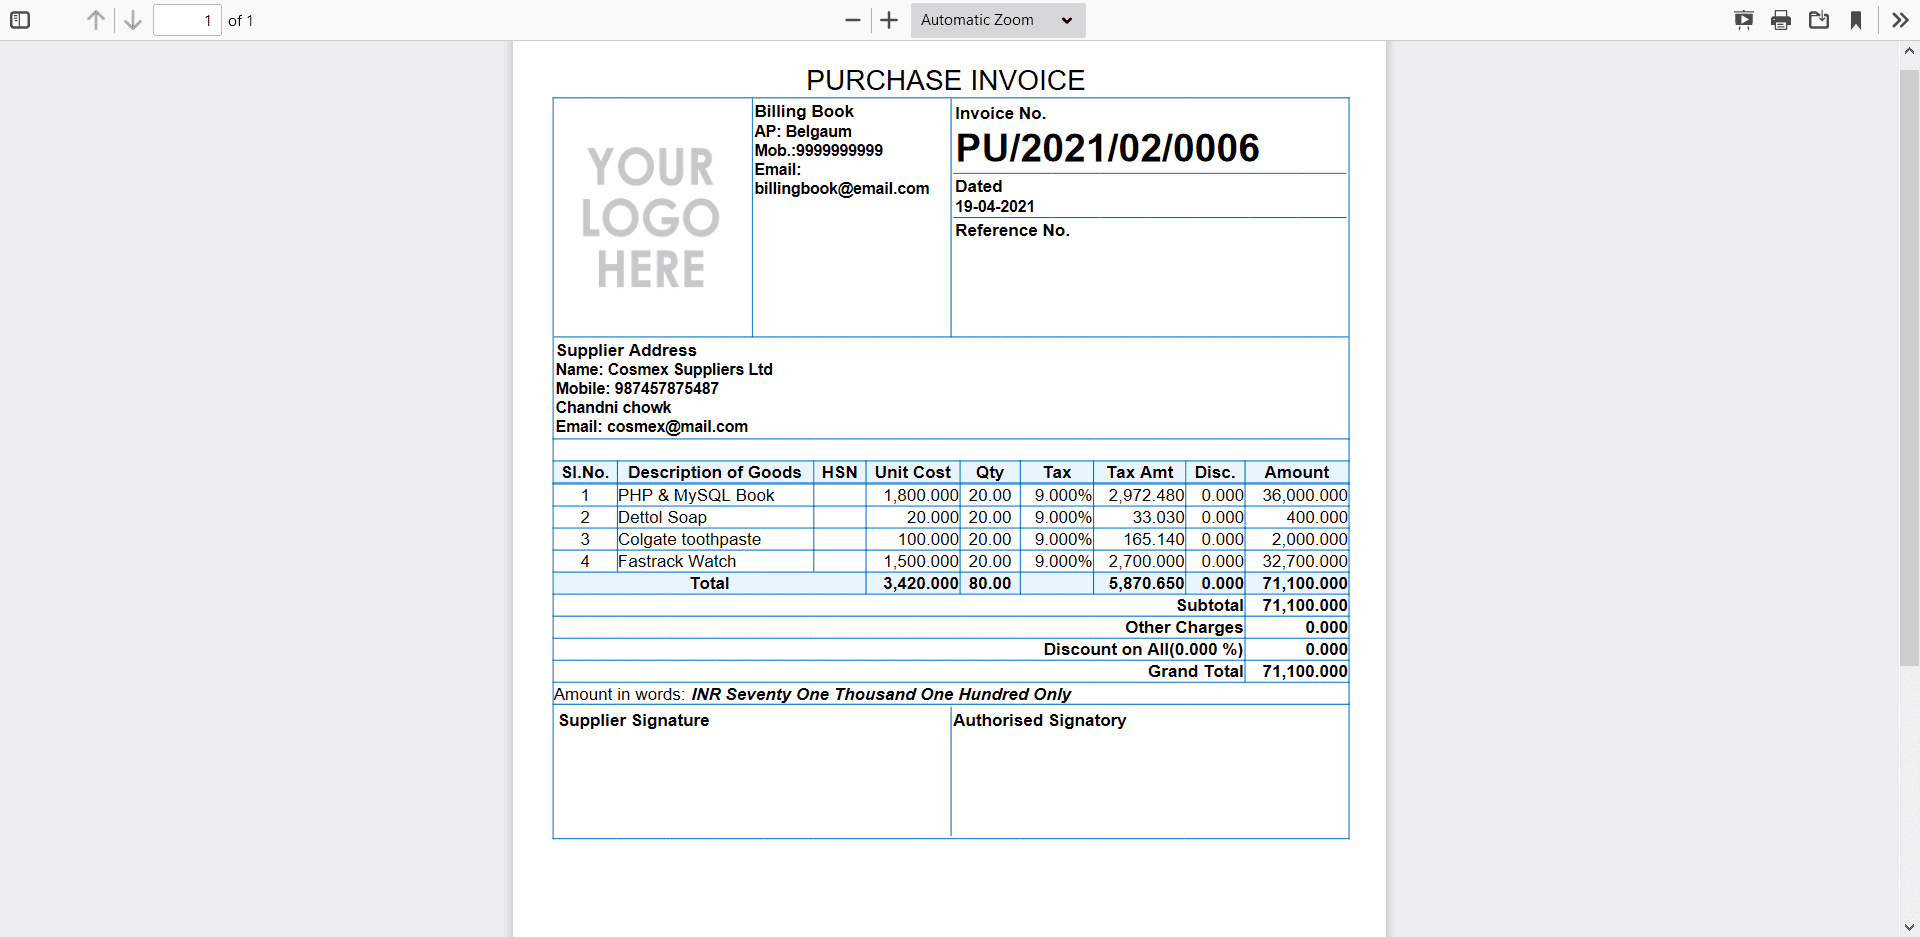 1 of 1 Automatic Zoom
PURCHASE INVOICE
YOUR
LOGO
HERE
Billing Book
AP: Belgaum
Mob.:9999999999
Email:
billingbook@email.com
Invoice No.
PU/2021/02/0006
Dated
19-04-2021
Reference No.
Supplier Address
Name: Cosmex Suppliers Ltd
Mobile: 987457875487
Chandni chowk
Email: cosmex@mail.com
Sl.No. Description of Goods HSN Unit Cost Qty Tax Tax Amt Disc. Amount
1 PHP & MySQL Book 1,800.000 20.00 9.000% 2,972.480 0.000 36,000.000
2 Dettol Soap 20.000 20.00 9.000% 33.030 0.000 400.000
3 Colgate toothpaste 100.000 20.00 9.000% 165.140 0.000 2,000.000
4 Fastrack Watch 1,500.000 20.00 9.000% 2,700.000 0.000 32,700.000
Total 3,420.000 80.00 5,870.650 0.000 71,100.000
Subtotal 71,100.000
Other Charges 0.000
Discount on All(0.000 %) 0.000
Grand Total 71,100.000
Amount in words: INR Seventy One Thousand One Hundred Only
Supplier Signature Authorised Signatory